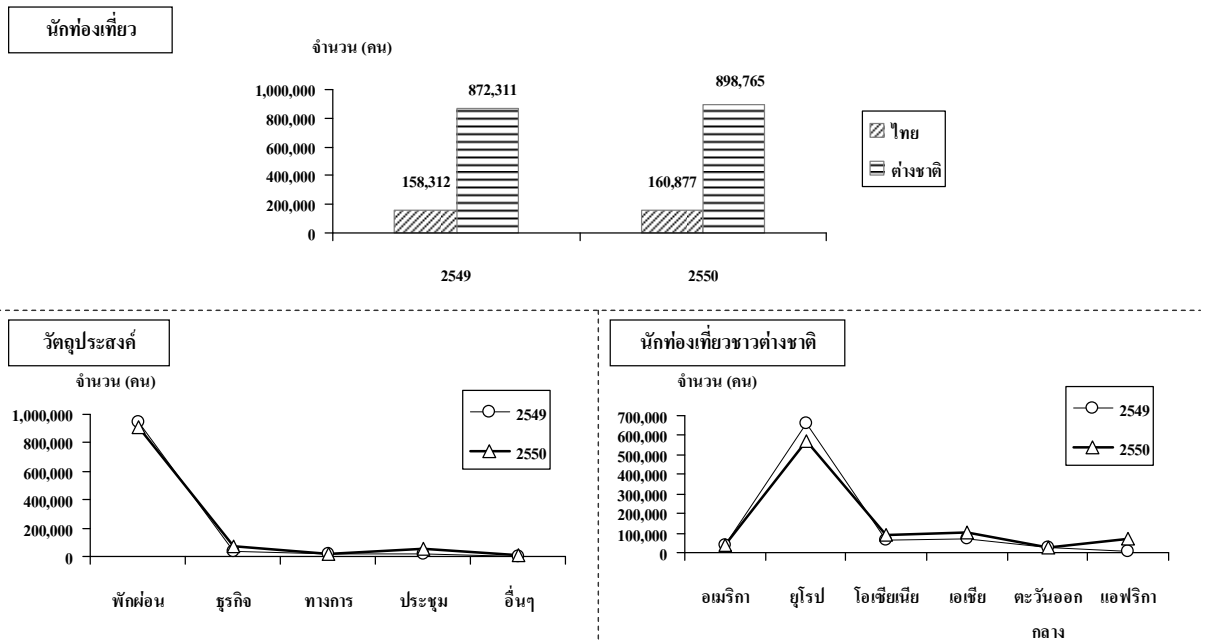 นักท่องเที่ยว
จำนวน (คน)
1,000,000
800,000
600,000
400,000
200,000
0
872,311
898,765
158,312
160,877
2549
2550
ไทย
ต่างชาติ
วัตถุประสงค์
จำนวน (คน)
1,000,000
800,000
600,000
400,000
200,000
0
2549
2550
พักผ่อน ธุรกิจ ทางการ ประชุม อื่นๆ
นักท่องเที่ยวชาวต่างชาติ
จำนวน (คน)
700,000
600,000
500,000
400,000
300,000
200,000
100,000
0
2549
2550
อเมริกา ยุโรป โอเซียเนีย เอเซีย ตะวันออก แอฟริกา
กลาง